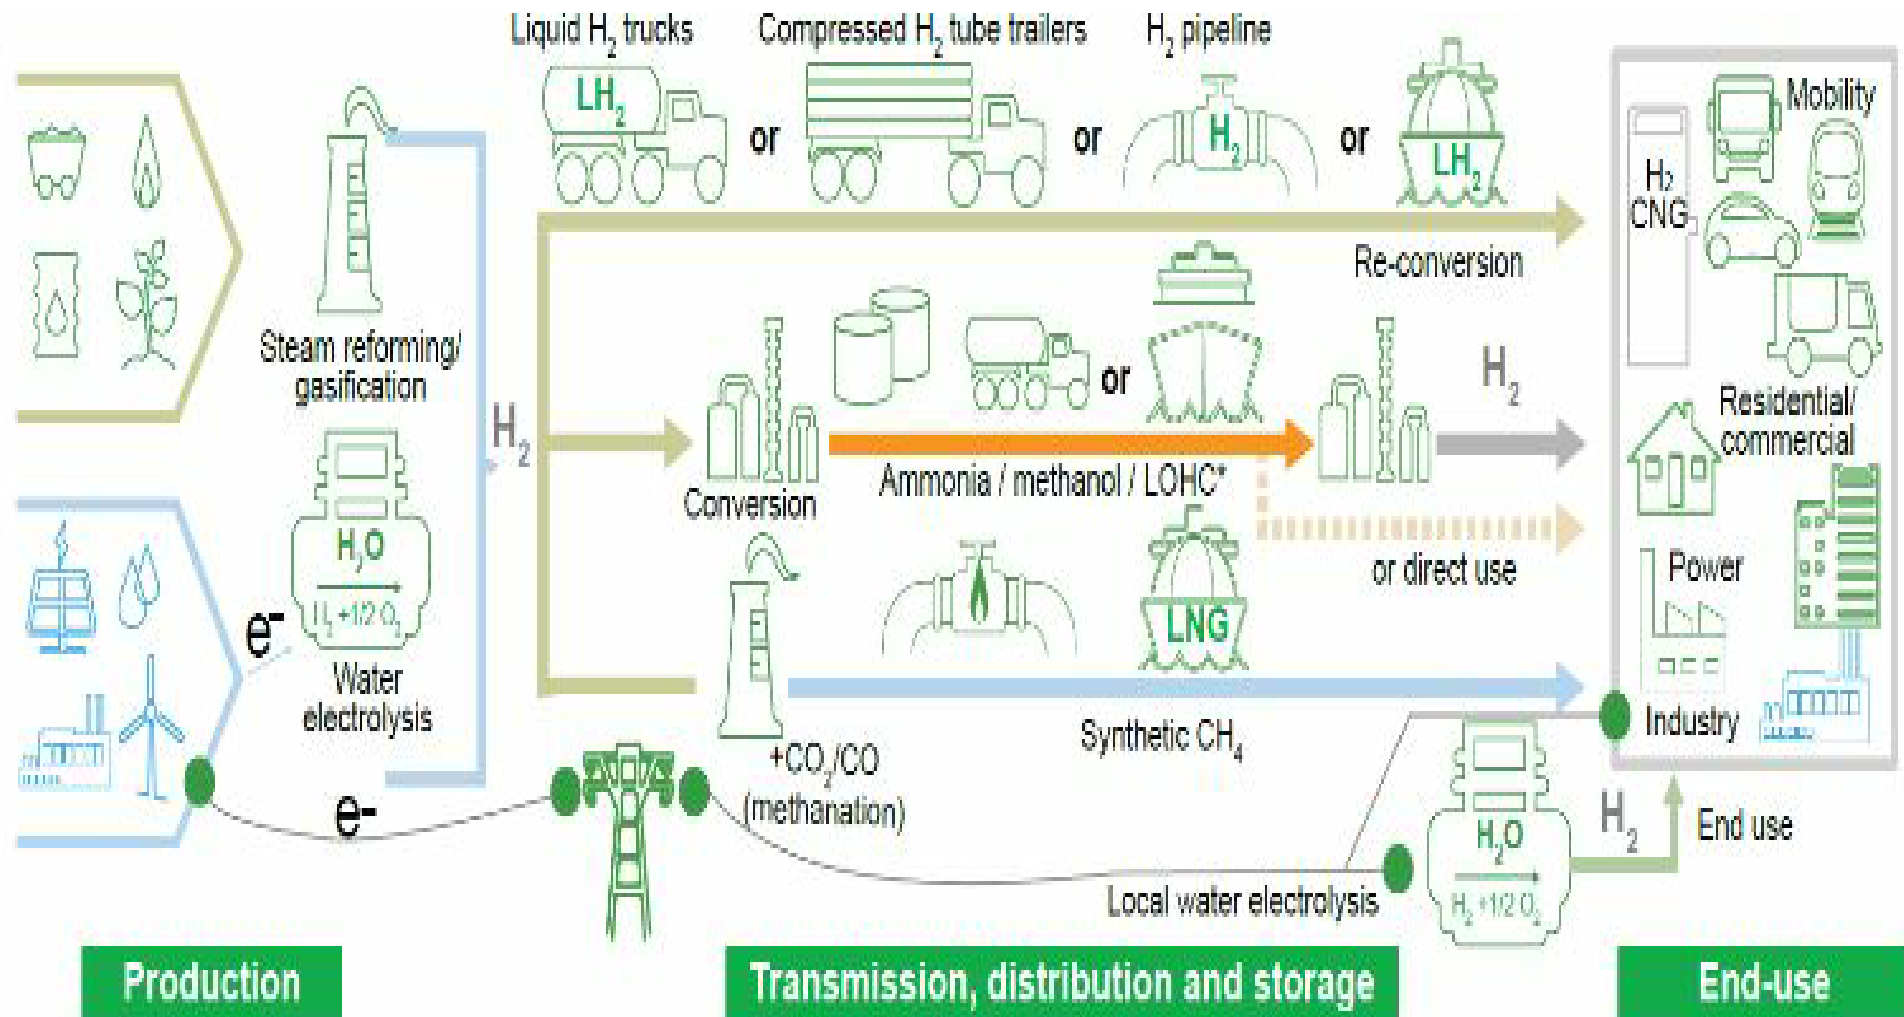 Liquid H₂ trucks
Compressed H₂ tube trailers
H₂ pipeline
LH₂
or
or
H₂
or
LH₂
Mobility
H₂
CNG
Re-conversion
Steam reforming/
gasification
H₂
or
H₂
Residential/
commercial
Ammonia / methanol / LOHC*
Conversion
H₂O
H₂ +1/2 O₂
e-
Water
electrolysis
LNG
or direct use
Power
Synthetic CH₄
Industry
+CO₂/CO
(methanation)
e-
H₂O
H₂ +1/2 O₂
H₂
End use
Local water electrolysis
Production
Transmission, distribution and storage
End-use